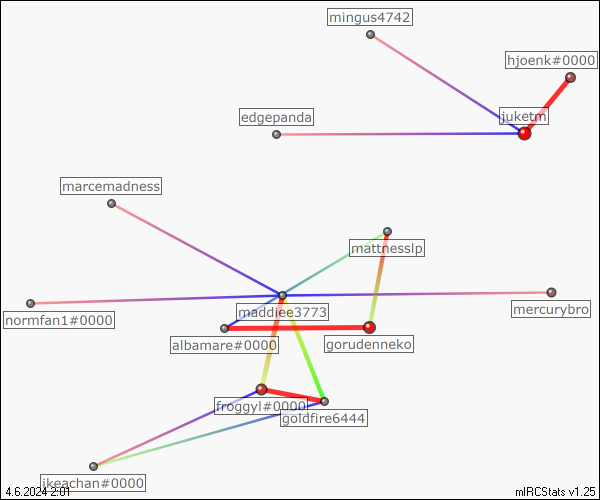 mingus4742
hjoenk#0000
edgepanda
juketm
marcemadness
mattnesslp
maddiee3773
mercurybro
normfan1#0000
albamare#0000
gorudenneko
froggyl#0000
goldfire6444
ikeachan#0000
4.6.2024 2:01
mIRCStats v1.25